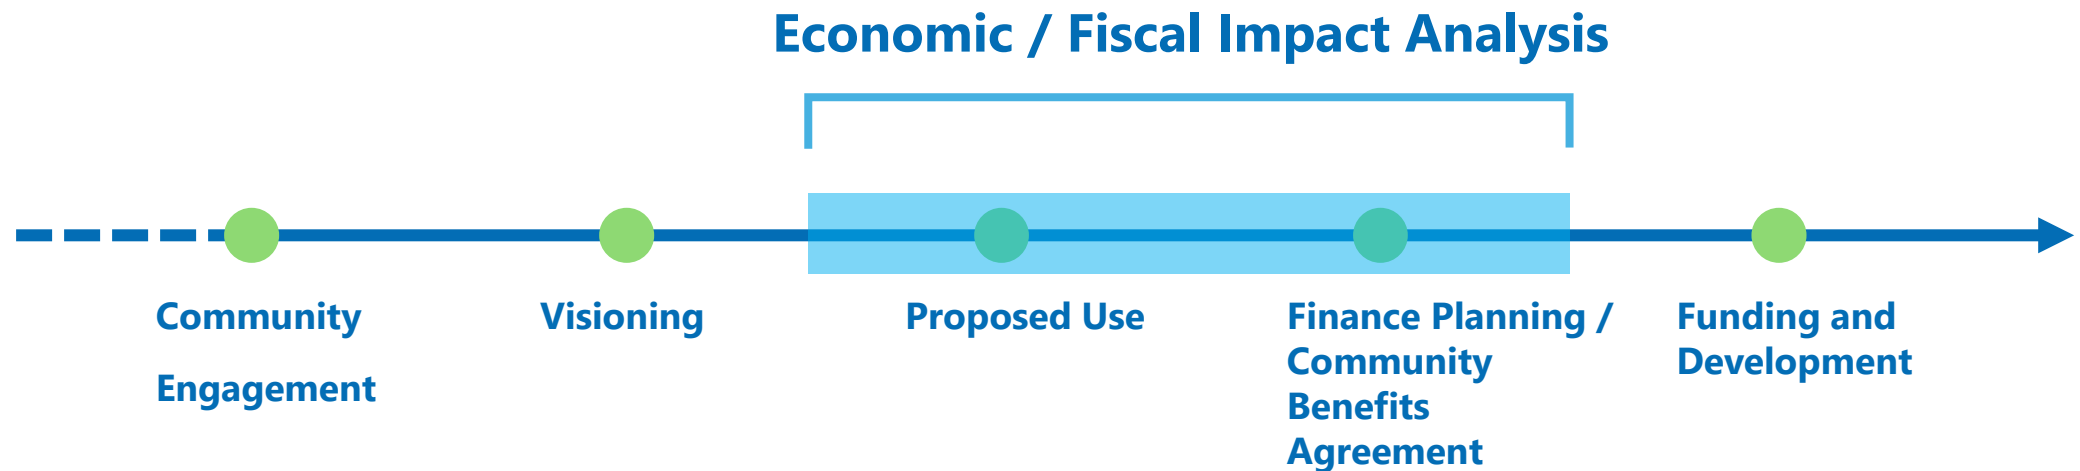 Economic / Fiscal Impact Analysis
Community
Engagement
Visioning
Proposed Use
Finance Planning /
Community
Benefits
Agreement
Funding and
Development